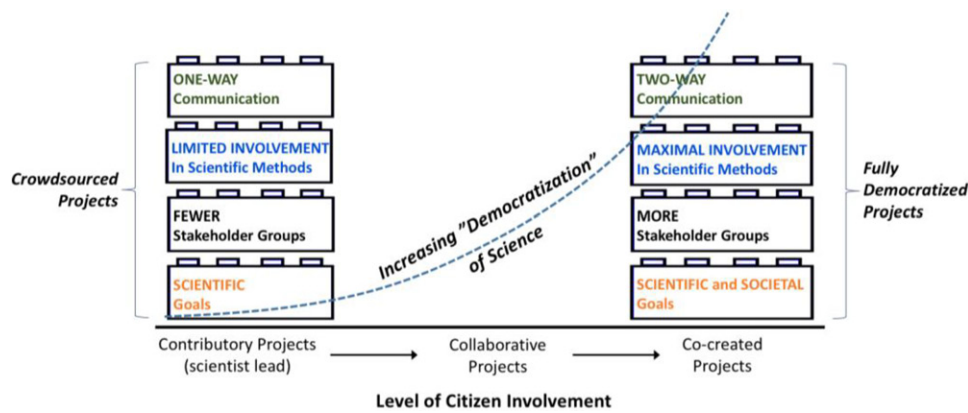 ONE-WAY
Communication
LIMITED INVOLVEMENT
In Scientific Methods
FEWER
Stakeholder Groups
SCIENTIFIC
Goals
Crowdsourced
Projects
Increasing ”Democratization”
of Science
TWO-WAY
Communication
MAXIMAL INVOLVEMENT
In Scientific Methods
MORE
Stakeholder Groups
SCIENTIFIC and SOCIETAL
Goals
Fully
Democratized
Projects
Contributory Projects
(scientist lead)
Collaborative
Projects
Co-created
Projects
Level of Citizen Involvement